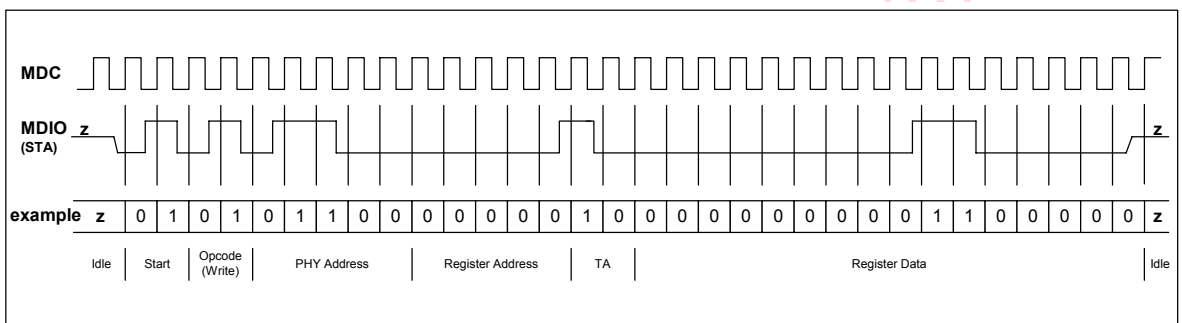 MDC
MDIO z z
(STA)
example z 0 1 0 1 0 1 1 0 0 0 0 0 0 0 1 0 0 0 0 0 0 0 0 0 0 1 1 0 0 0 0 0 z
Idle Start Opcode PHY Address Register Address TA Register Data Idle
(Write)